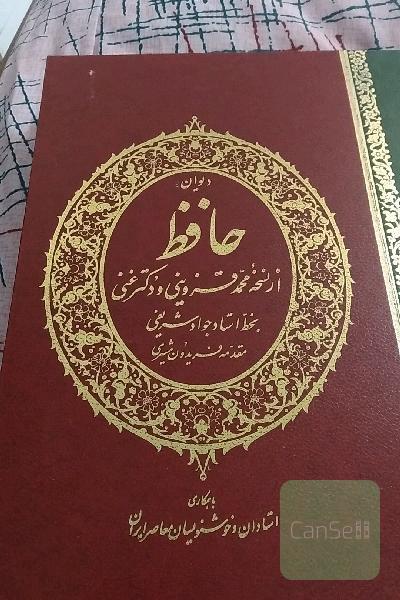 دیوان
حافظ
از نسخهٔ محمد قزوینی و دکتر غنی
بخط استاد جواد شریفی
مقدمه فریدون مشیری
با همکاری
استادان و خوشنویسان معاصر ایران
CanSell